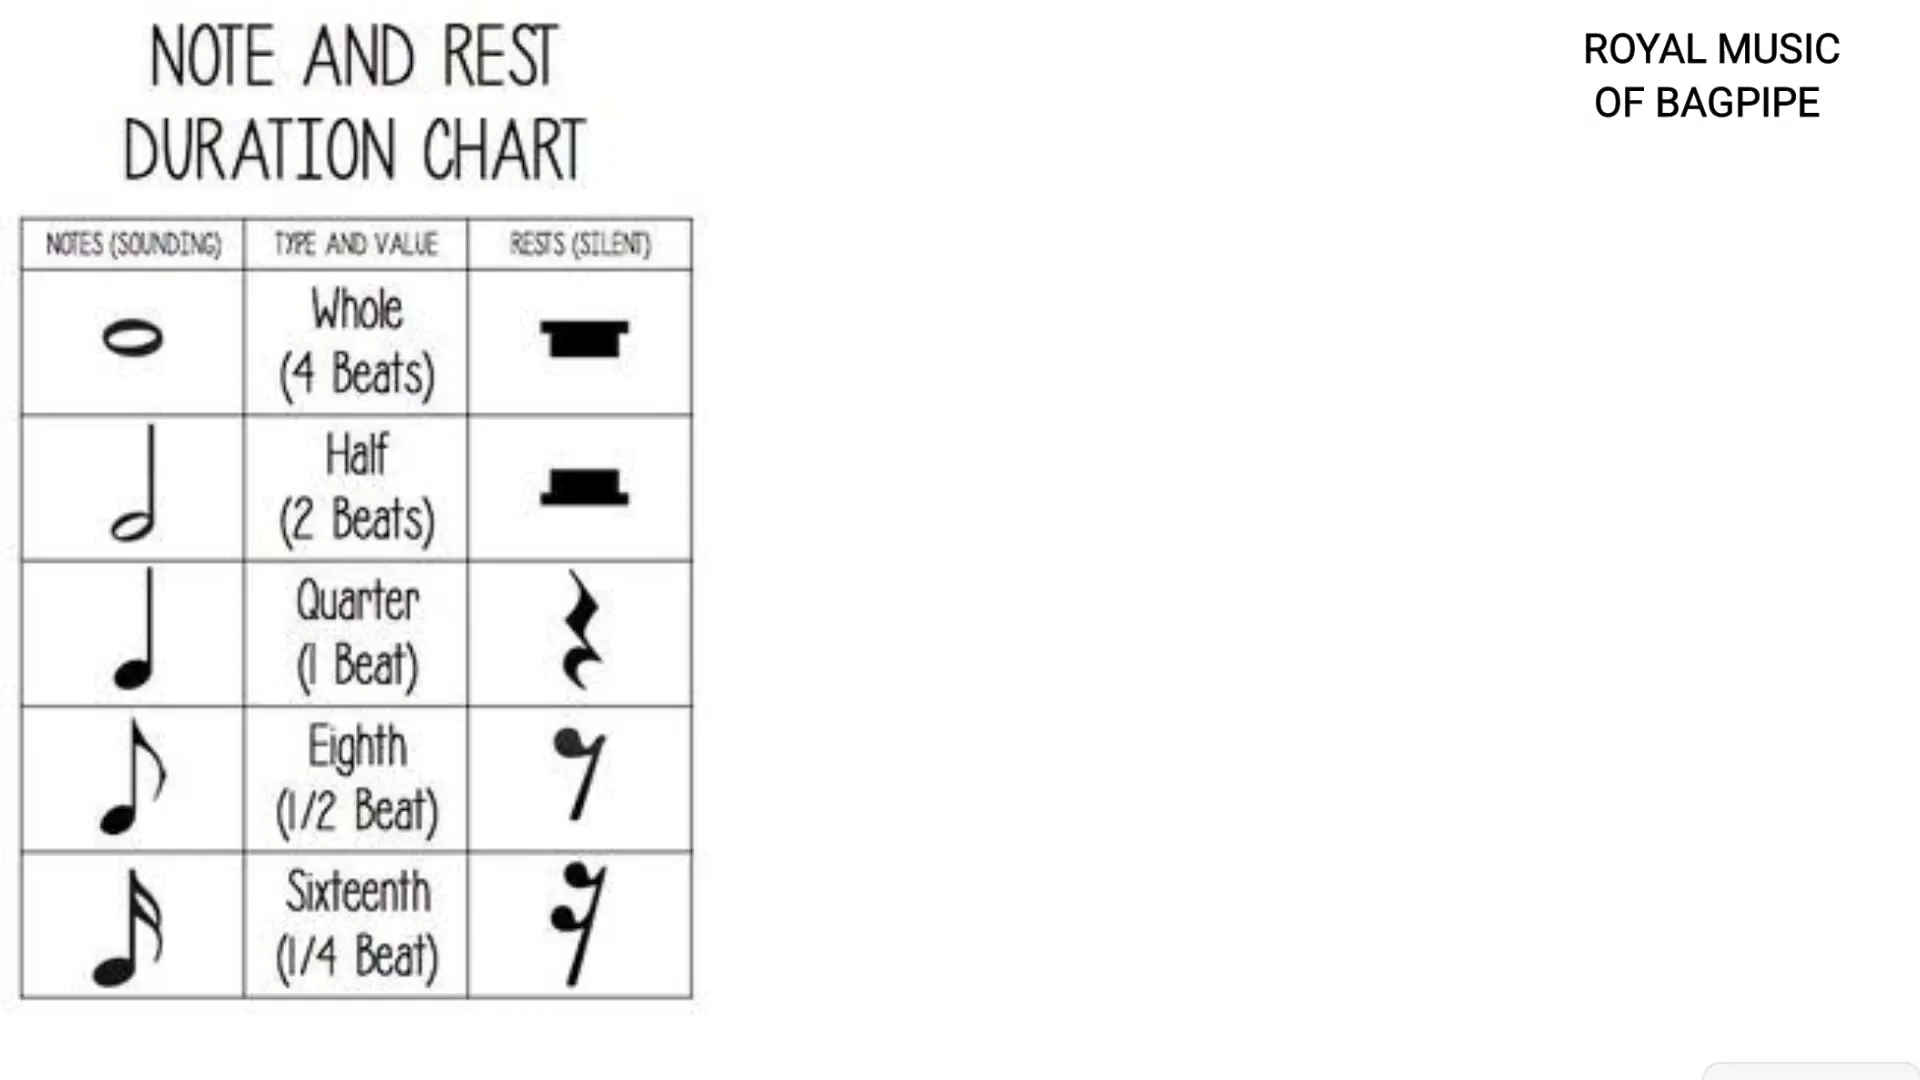 NOTE AND REST
DURATION CHART
ROYAL MUSIC
OF BAGPIPE
NOTES (SOUNDING) TYPE AND VALUE RESTS (SILENT)
Whole
(4 Beats)
Half
(2 Beats)
Quarter
(1 Beat)
Eighth
(1/2 Beat)
Sixteenth
(1/4 Beat)